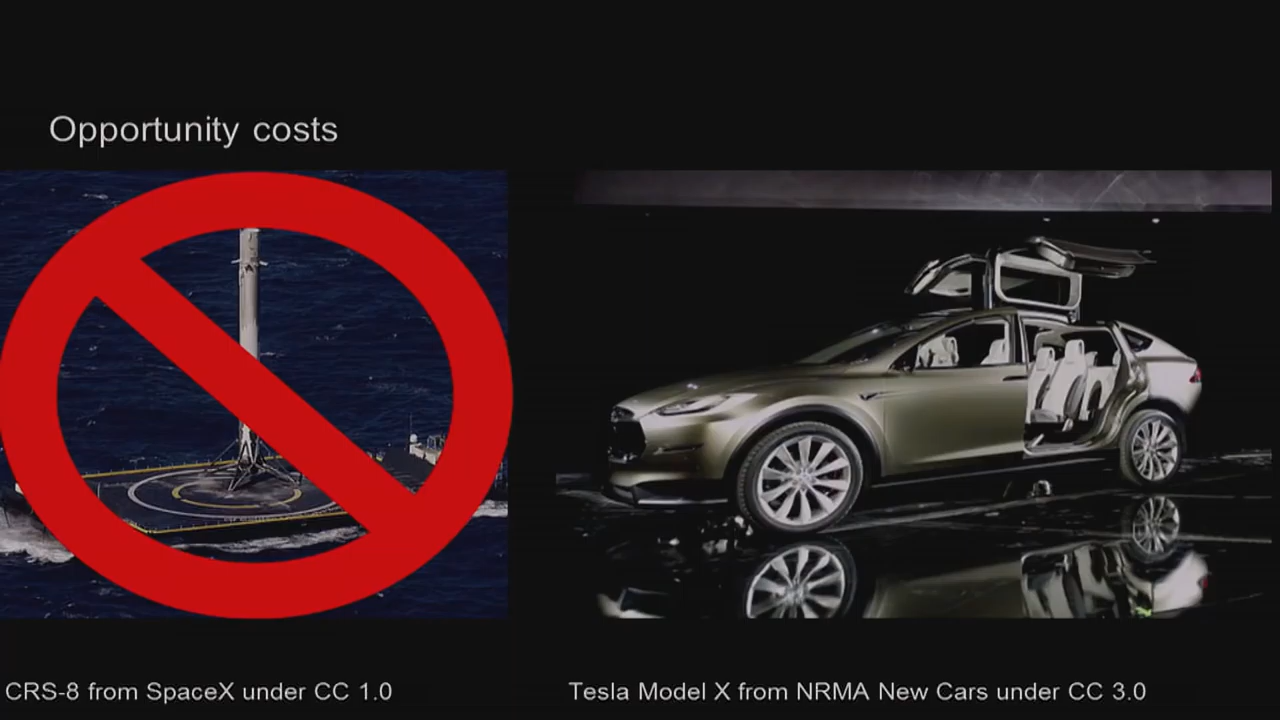 Opportunity costs
CRS-8 from SpaceX under CC 1.0
Tesla Model X from NRMA New Cars under CC 3.0